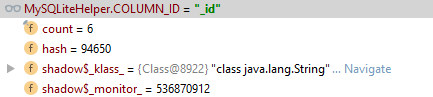 MySQLiteHelper.COLUMN_ID = "_id"
f count = 6
f hash = 94650
f shadow$_klass_ = {Class@8922} "class java.lang.String" ... Navigate
f shadow$_monitor_ = 536870912